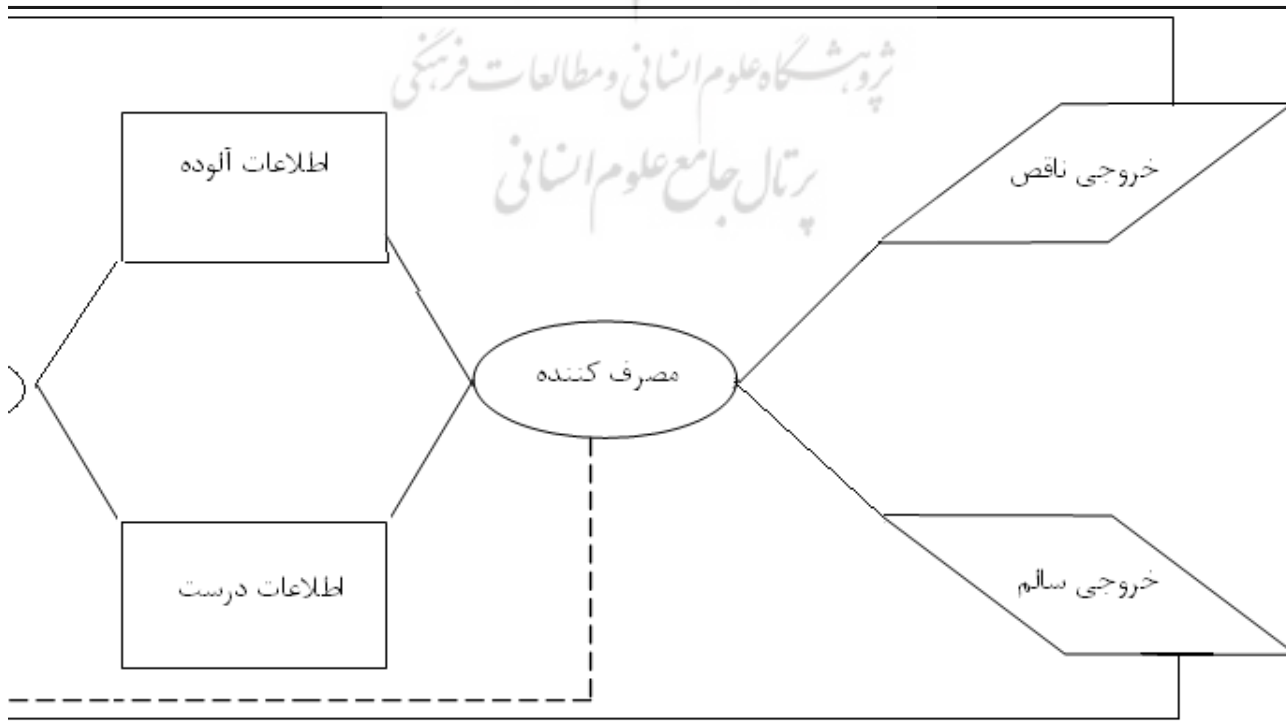 پژوهشگاه علوم انسانی و مطالعات فرهنگی
پرتال جامع علوم انسانی
خروجی ناقص
اطلاعات آلوده
مصرف کننده
خروجی سالم
اطلاعات درست